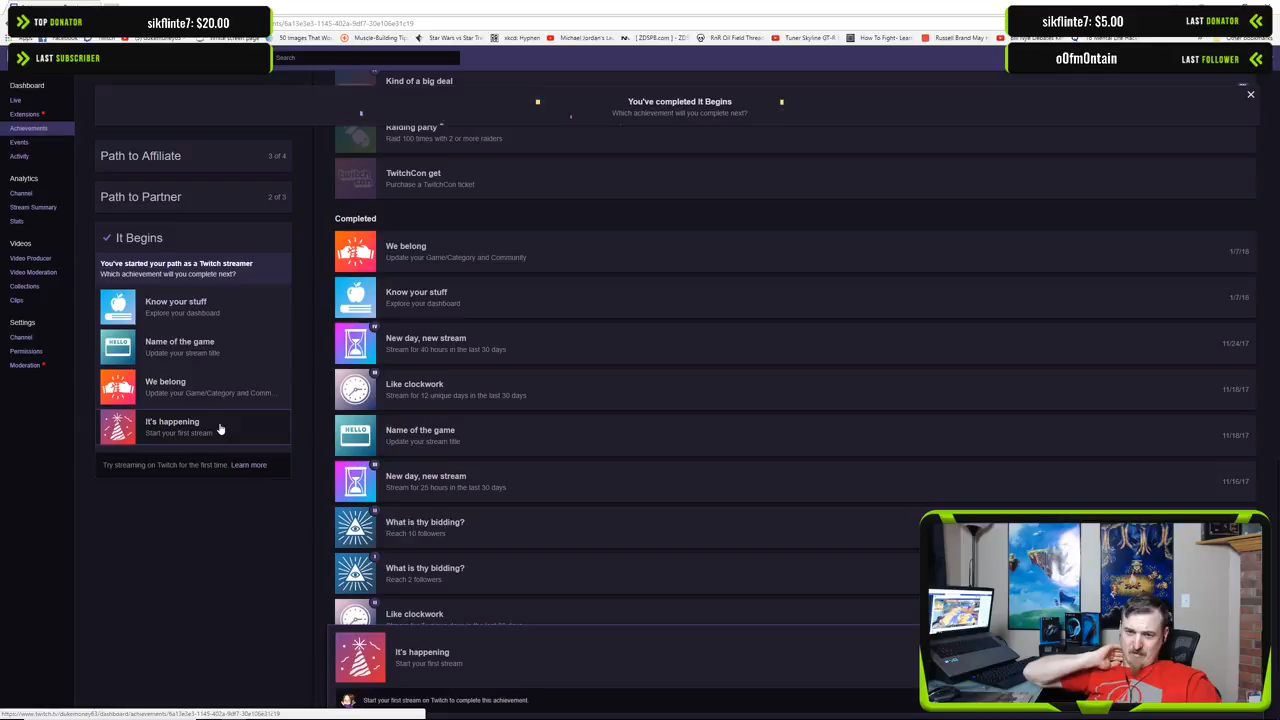 TOP DONATOR
sikflinte7: $20.00
sikflinte7: $5.00
LAST DONATOR
LAST SUBSCRIBER
o0fm0ntain
LAST FOLLOWER
Search
Dashboard
Live
Extensions
Achievements
Events
Activity
Analytics
Channel
Stream Summary
Stats
Videos
Video Producer
Video Moderation
Collections
Clips
Settings
Channel
Permissions
Moderation
Path to Affiliate
3 of 4
Path to Partner
2 of 3
It Begins
You've started your path as a Twitch streamer
Which achievement will you complete next?
Know your stuff
Explore your dashboard
Name of the game
Update your stream title
We belong
Update your Game/Category and Comm...
It's happening
Start your first stream
Try streaming on Twitch for the first time. Learn more
Kind of a big deal
You've completed It Begins
Which achievement will you complete next?
Raiding party
Raid 100 times with 2 or more raiders
TwitchCon get
Purchase a TwitchCon ticket
Completed
We belong
Update your Game/Category and Community
1/7/18
Know your stuff
Explore your dashboard
1/7/18
New day, new stream
Stream for 40 hours in the last 30 days
11/24/17
Like clockwork
Stream for 12 unique days in the last 30 days
11/18/17
HELLO
Name of the game
Update your stream title
11/18/17
New day, new stream
Stream for 25 hours in the last 30 days
11/16/17
What is thy bidding?
Reach 10 followers
What is thy bidding?
Reach 2 followers
Like clockwork
It's happening
Start your first stream
Start your first stream on Twitch to complete this achievement.